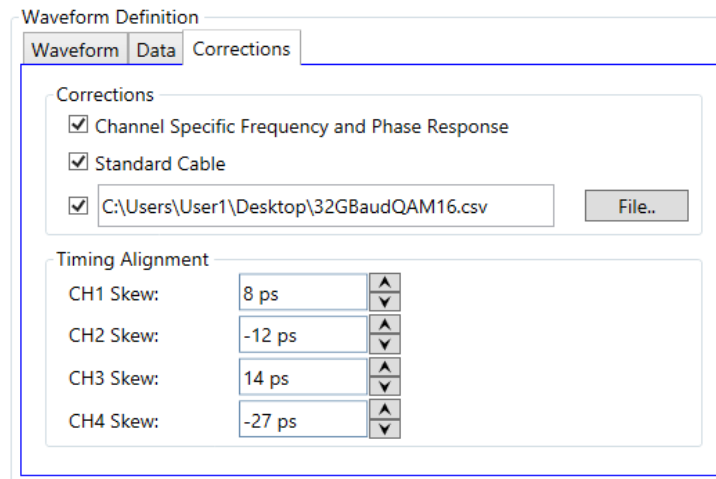 Waveform Definition
Waveform Data Corrections
Corrections
Channel Specific Frequency and Phase Response
Standard Cable
C:\Users\User1\Desktop\32GBaudQAM16.csv File..
Timing Alignment
CH1 Skew: 8 ps
CH2 Skew: -12 ps
CH3 Skew: 14 ps
CH4 Skew: -27 ps